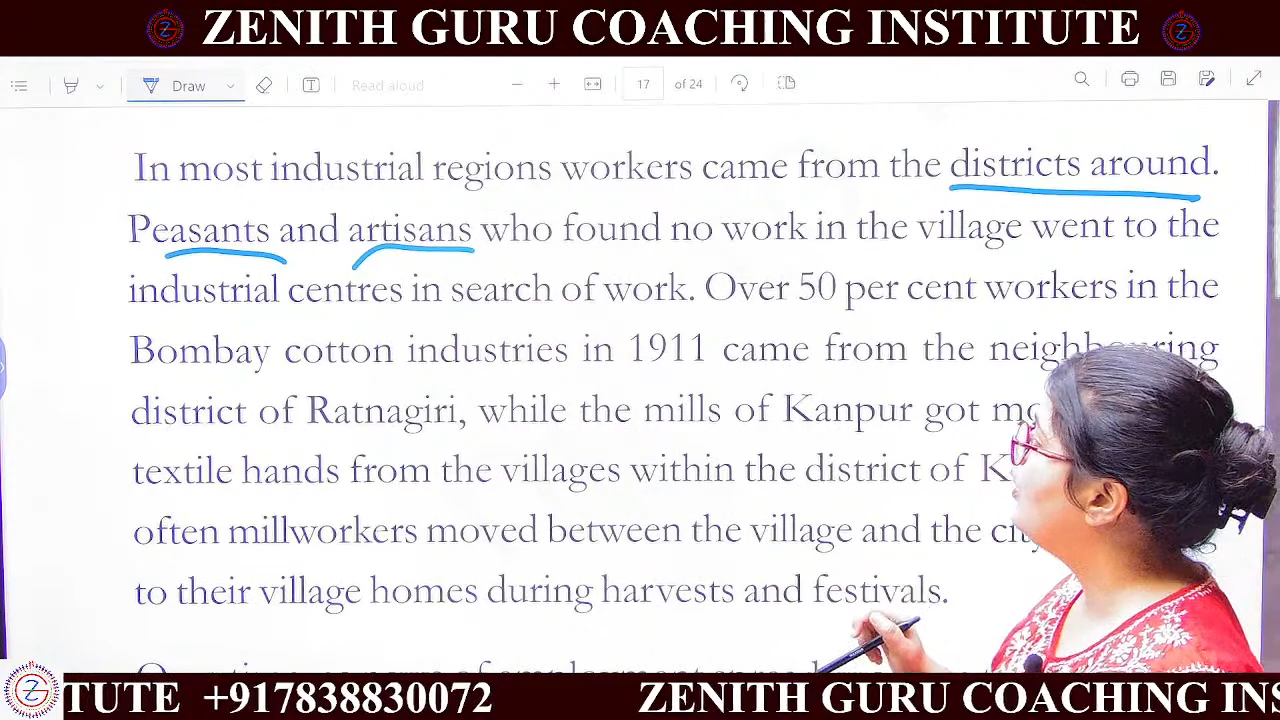 ZENITH GURU COACHING INSTITUTE
Draw
Read aloud
17 of 24
In most industrial regions workers came from the districts around.
Peasants and artisans who found no work in the village went to the
industrial centres in search of work. Over 50 per cent workers in the
Bombay cotton industries in 1911 came from the neighbouring
district of Ratnagiri, while the mills of Kanpur got
textile hands from the villages within the district of
often millworkers moved between the village and the
to their village homes during harvests and festivals.
TUTE +917838830072 ZENITH GURU COACHING INS